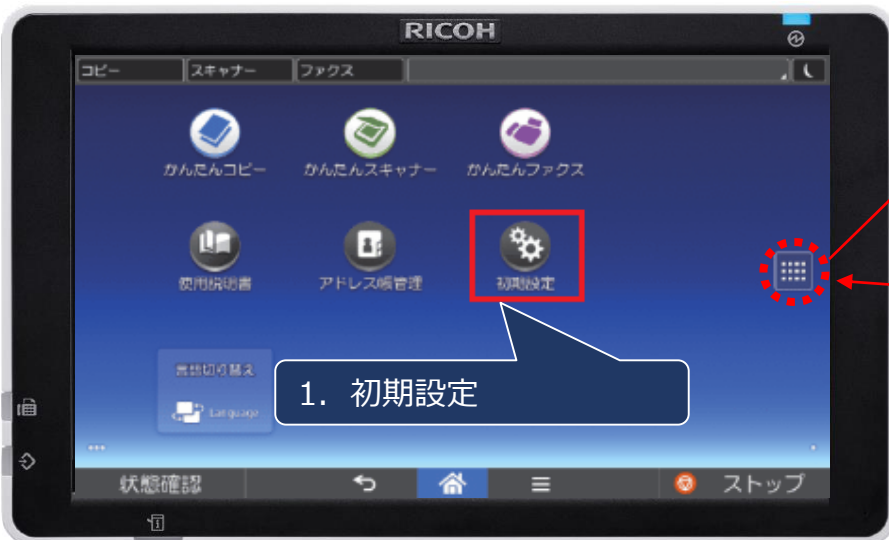 RICOH
コピー
スキャナー
ファクス
かんたんコピー
かんたんスキャナー
かんたんファクス
使用説明書
アドレス帳管理
初期設定
言語切り替え
Language
1. 初期設定
状態確認
ストップ